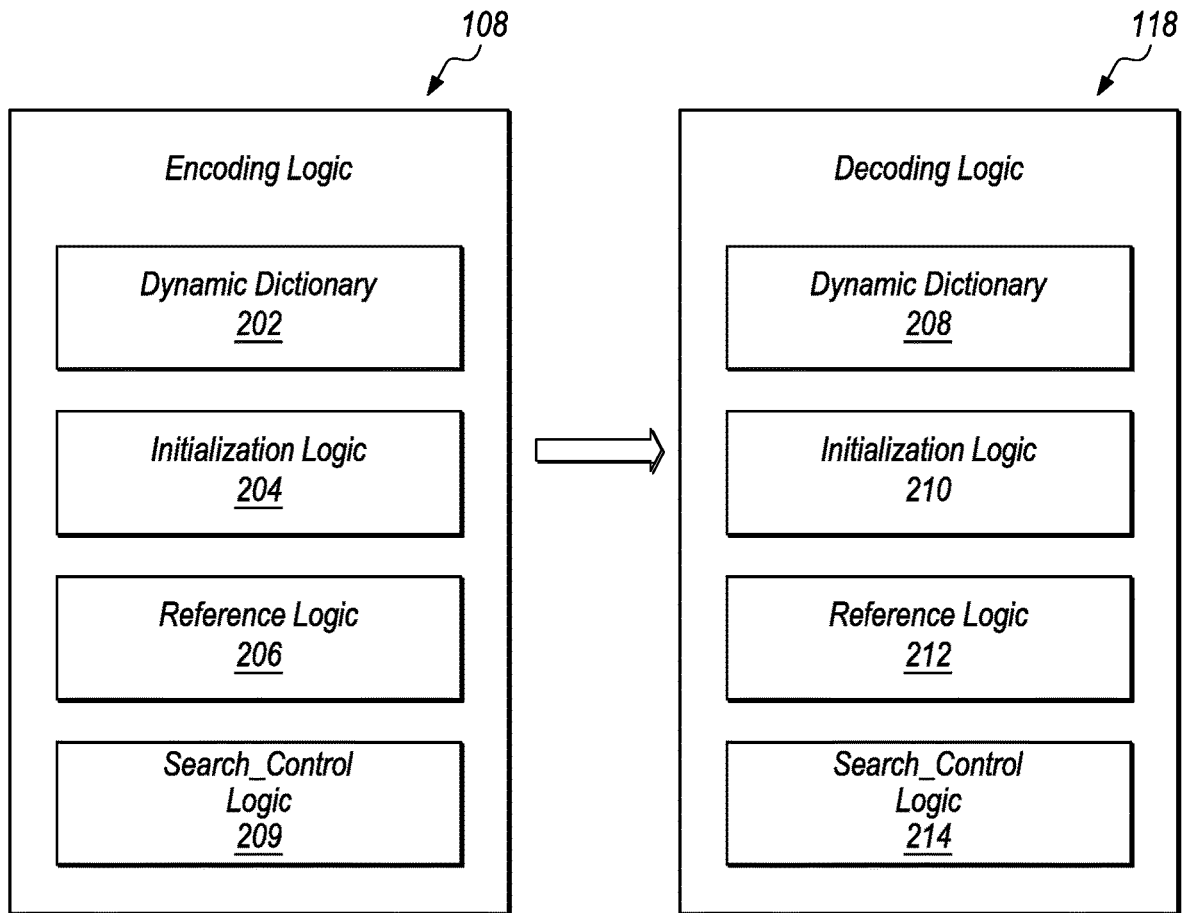 108
Encoding Logic
Dynamic Dictionary
202
Initialization Logic
204
Reference Logic
206
Search_Control
Logic
209
118
Decoding Logic
Dynamic Dictionary
208
Initialization Logic
210
Reference Logic
212
Search_Control
Logic
214